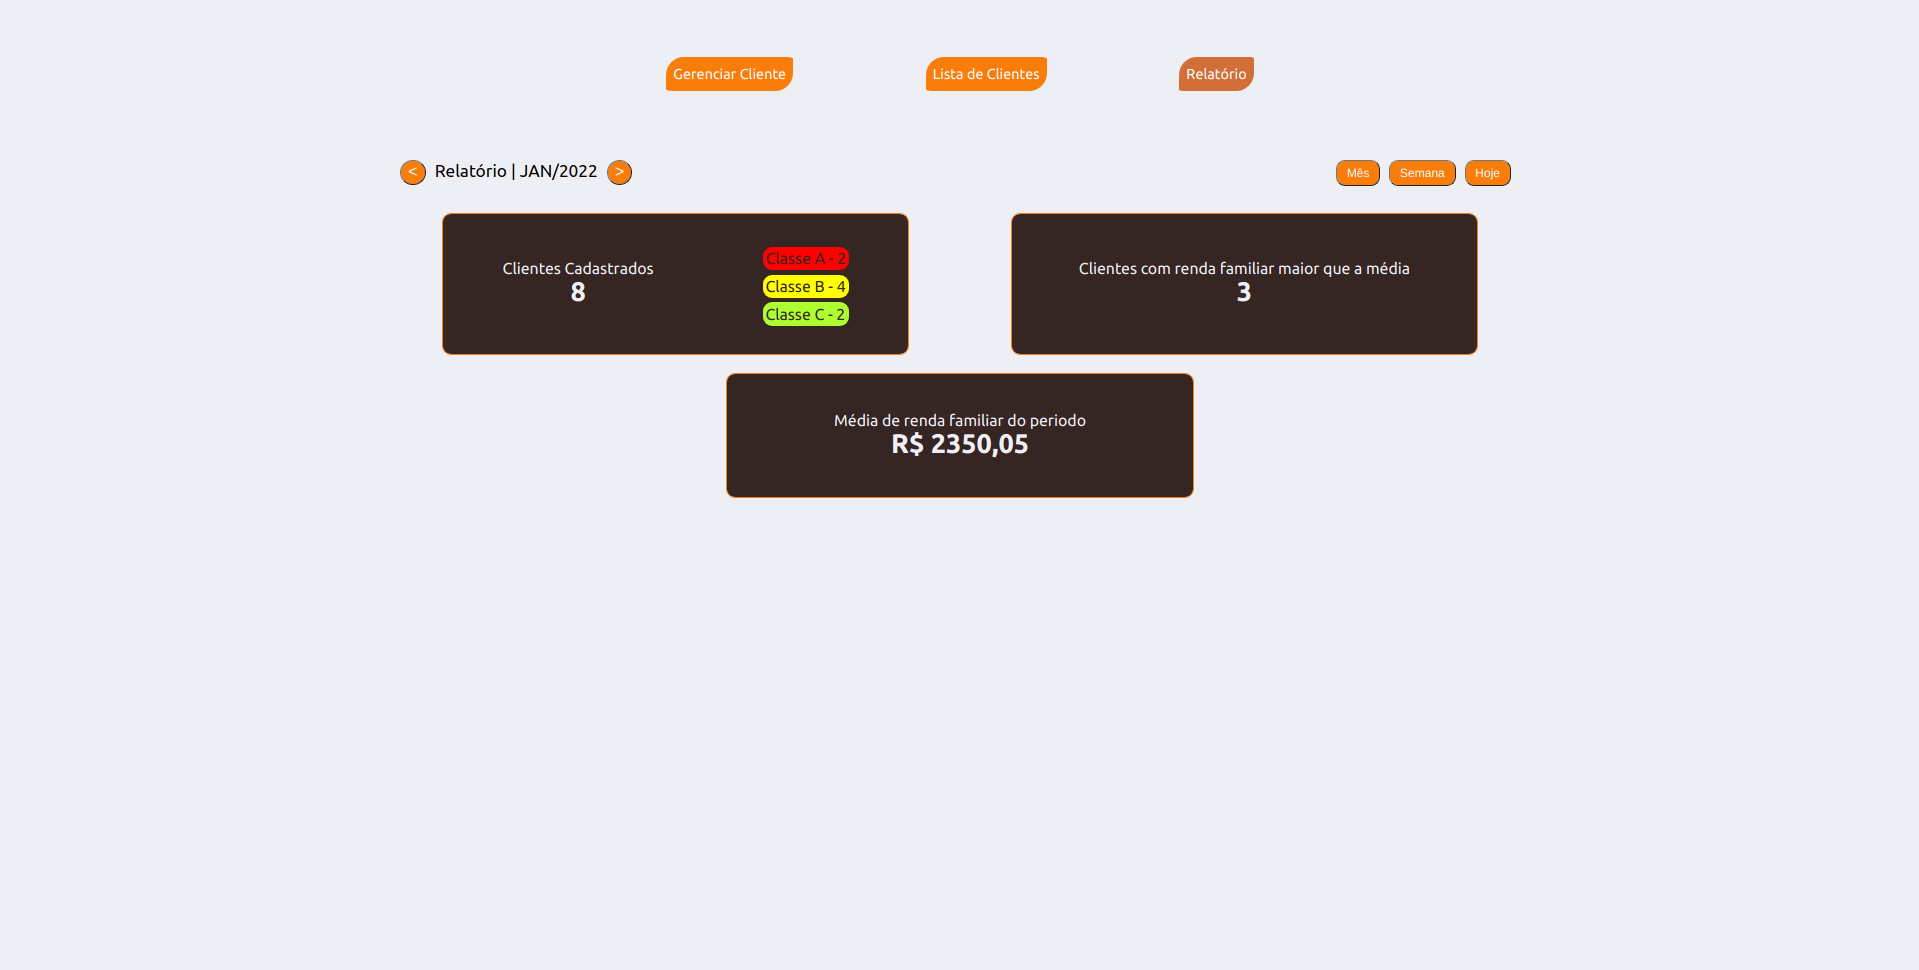 Gerenciar Cliente
Lista de Clientes
Relatório
< Relatório | JAN/2022 >
Mês
Semana
Hoje
Clientes Cadastrados
8
Classe A - 2
Classe B - 4
Classe C - 2
Clientes com renda familiar maior que a média
3
Média de renda familiar do periodo
R$ 2350,05